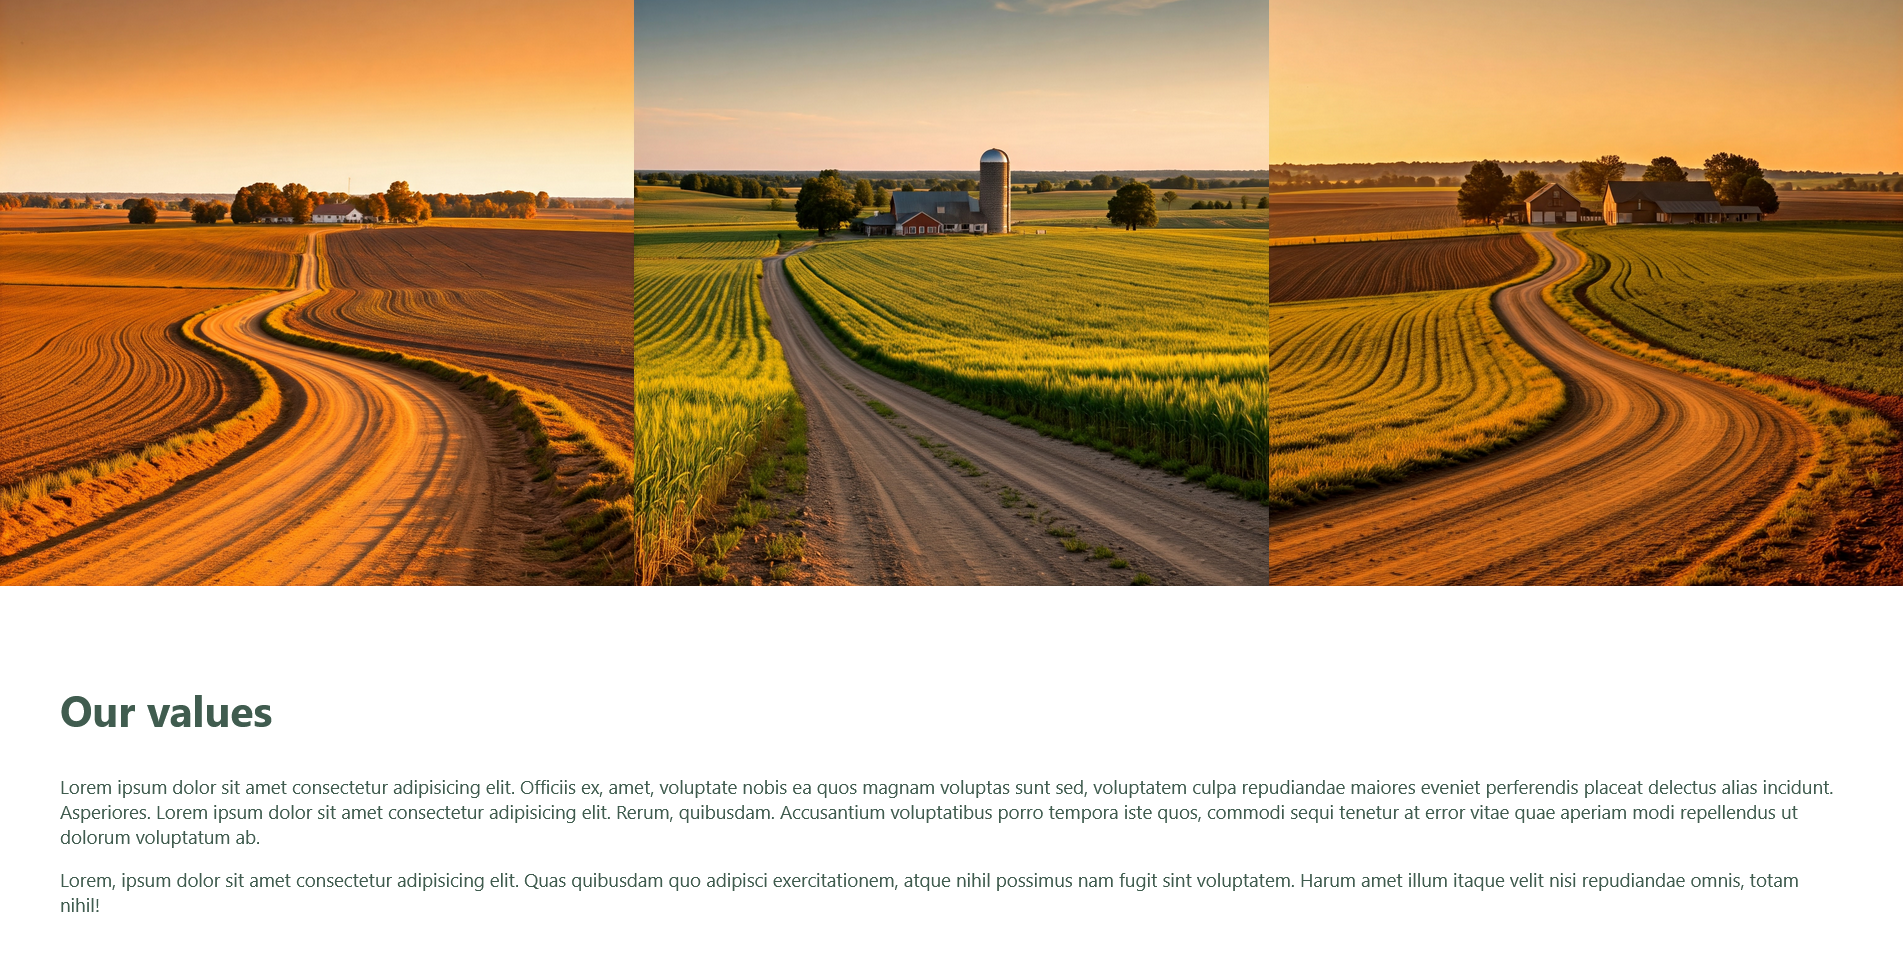 Our values
Lorem ipsum dolor sit amet consectetur adipisicing elit. Officiis ex, amet, voluptate nobis ea quos magnam voluptas sunt sed, voluptatem culpa repudiandae maiores eveniet perferendis placeat delectus alias incidunt.
Asperiores. Lorem ipsum dolor sit amet consectetur adipisicing elit. Rerum, quibusdam. Accusantium voluptatibus porro tempora iste quos, commodi sequi tenetur at error vitae quae aperiam modi repellendus ut
dolorum voluptatum ab.
Lorem, ipsum dolor sit amet consectetur adipisicing elit. Quas quibusdam quo adipisci exercitationem, atque nihil possimus nam fugit sint voluptatem. Harum amet illum itaque velit nisi repudiandae omnis, totam
nihil!